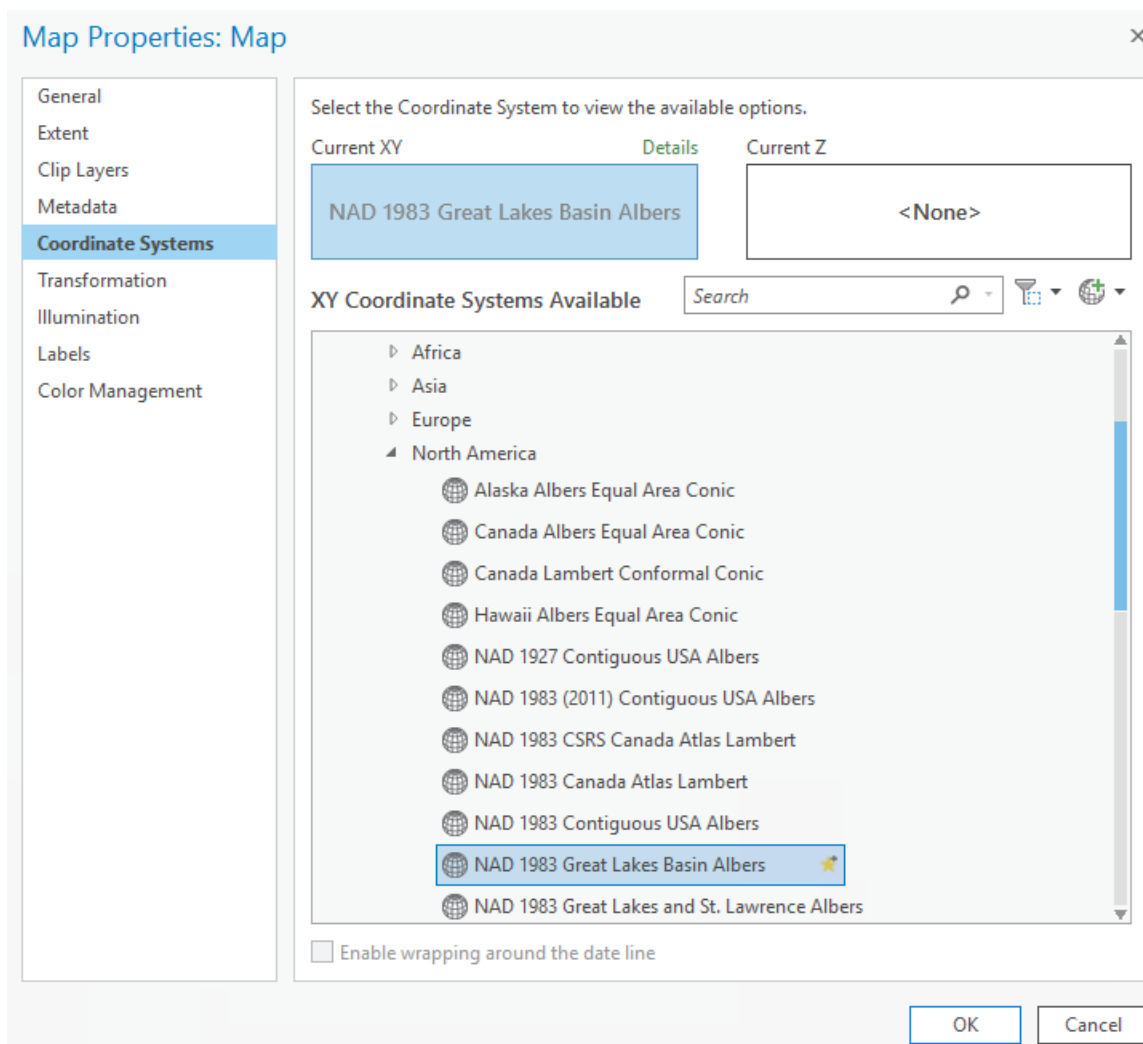 Map Properties: Map
General
Extent
Clip Layers
Metadata
Coordinate Systems
Transformation
Illumination
Labels
Color Management
Select the Coordinate System to view the available options.
Current XY Details Current Z
NAD 1983 Great Lakes Basin Albers <None>
XY Coordinate Systems Available Search
Africa
Asia
Europe
North America
Alaska Albers Equal Area Conic
Canada Albers Equal Area Conic
Canada Lambert Conformal Conic
Hawaii Albers Equal Area Conic
NAD 1927 Contiguous USA Albers
NAD 1983 (2011) Contiguous USA Albers
NAD 1983 CSRS Canada Atlas Lambert
NAD 1983 Canada Atlas Lambert
NAD 1983 Contiguous USA Albers
NAD 1983 Great Lakes Basin Albers
NAD 1983 Great Lakes and St. Lawrence Albers
Enable wrapping around the date line
OK Cancel